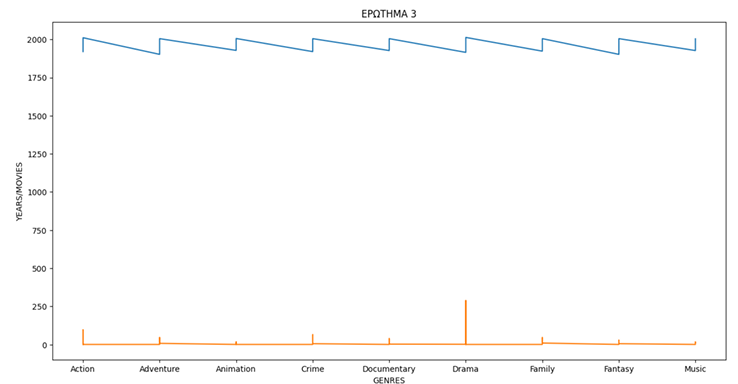 ΕΡΩΤΗΜΑ 3
2000
1750
1500
1250
1000
750
500
250
0
YEARS/MOVIES
Action Adventure Animation Crime Documentary Drama Family Fantasy Music
GENRES